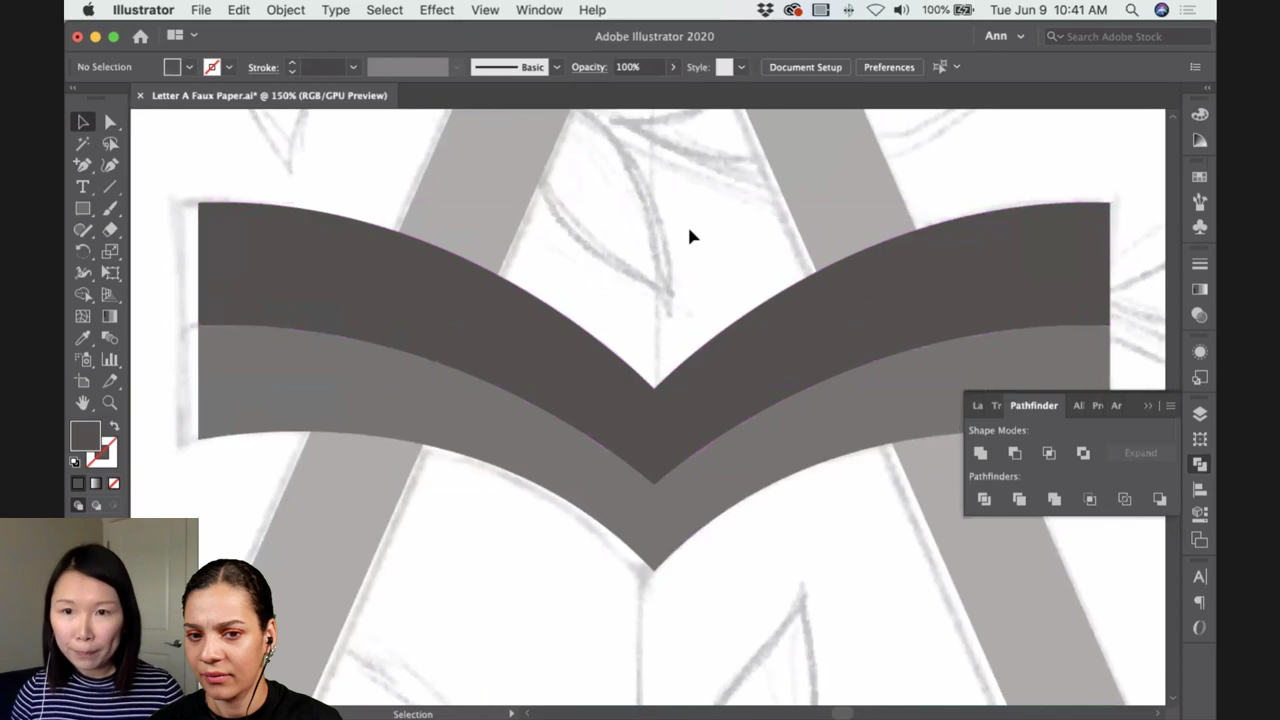 Illustrator File Edit Object Type Select Effect View Window Help 100% Tue Jun 9 10:41 AM
Adobe Illustrator 2020 Ann Search Adobe Stock
No Selection Stroke: Basic Opacity: 100% Style: Document Setup Preferences
Letter A Faux Paper.ai* @ 150% (RGB/GPU Preview)
La Tr Pathfinder Al Pr Ar
Shape Modes:
Expand
Pathfinders:
Selection